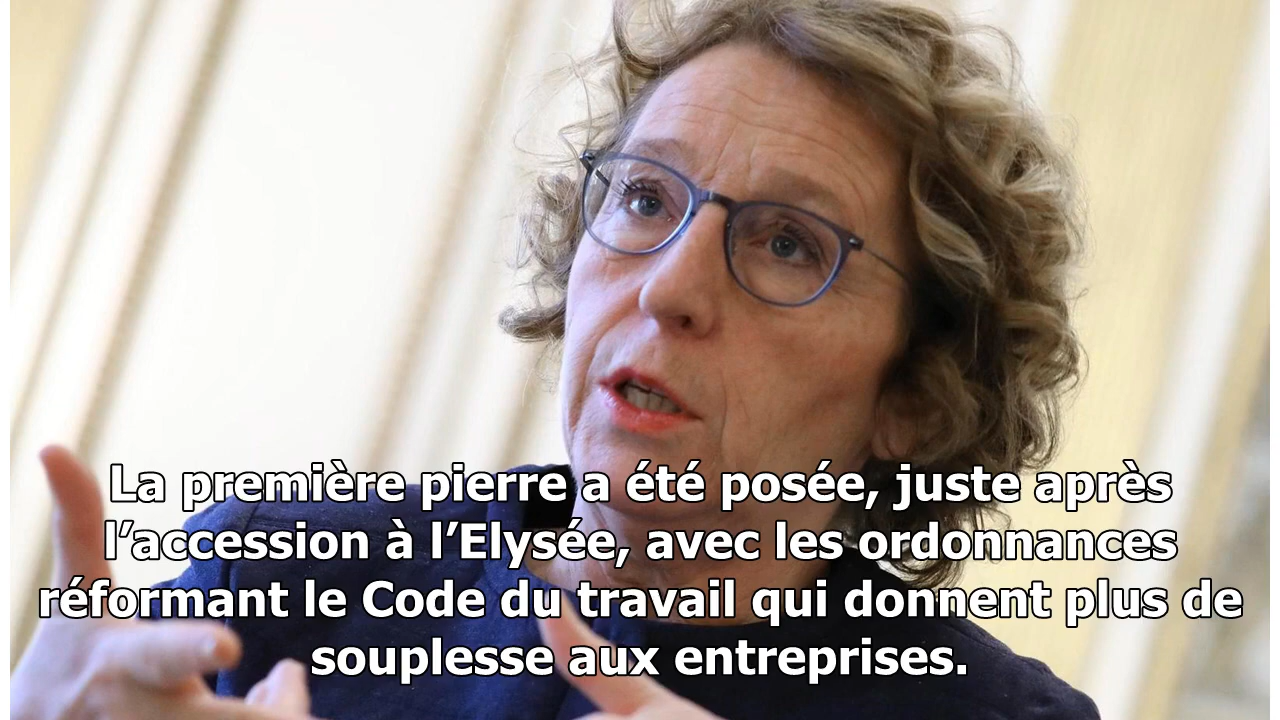 La première pierre a été posée, juste après
l’accession à l’Elysée, avec les ordonnances
réformant le Code du travail qui donnent plus de
souplesse aux entreprises.